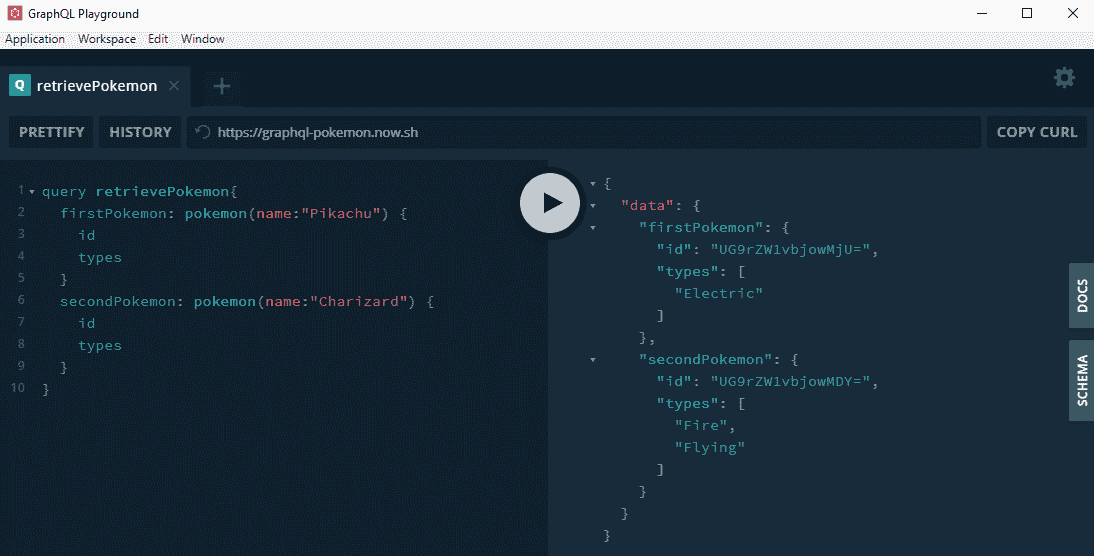 GraphQL Playground
Application Workspace Edit Window
Q retrievePokemon
PRETTIFY HISTORY https://graphql-pokemon.now.sh COPY CURL
1 query retrievePokemon{
2 firstPokemon: pokemon(name:"Pikachu") {
3 id
4 types
5 }
6 secondPokemon: pokemon(name:"Charizard") {
7 id
8 types
9 }
10 }
{
"data": {
"firstPokemon": {
"id": "UG9rZW1vbjowMjU=",
"types": [
"Electric"
]
},
"secondPokemon": {
"id": "UG9rZW1vbjowMDY=",
"types": [
"Fire",
"Flying"
]
}
}
}
DOCS
SCHEMA